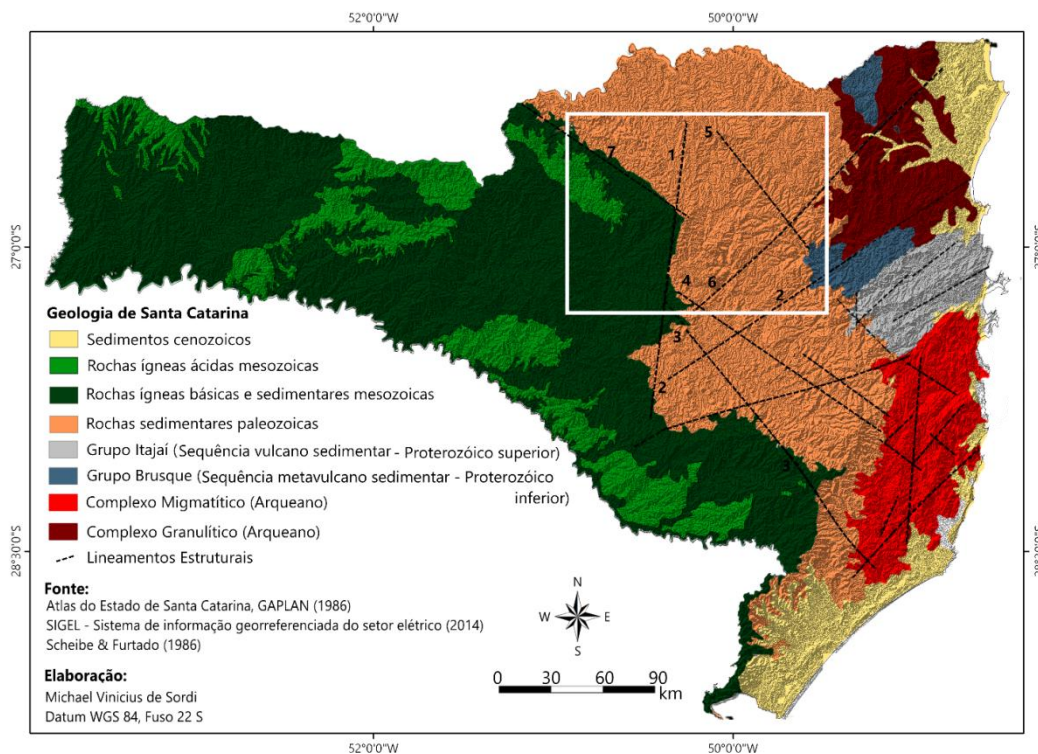 52°0'0"W
50°0'0"W
5
7
1
27°0'0"S
27°0'0"S
4
6
2
3
2
3
Geologia de Santa Catarina
Sedimentos cenozoicos
Rochas ígneas ácidas mesozoicas
Rochas ígneas básicas e sedimentares mesozoicas
Rochas sedimentares paleozoicas
Grupo Itajaí (Sequência vulcano sedimentar - Proterozóico superior)
Grupo Brusque (Sequência metavulcano sedimentar - Proterozóico
inferior)
Complexo Migmatítico (Arqueano)
Complexo Granulítico (Arqueano)
Lineamentos Estruturais
28°30'0"S
28°30'0"S
Fonte:
Atlas do Estado de Santa Catarina, GAPLAN (1986)
SIGEL - Sistema de informação georreferenciada do setor elétrico (2014)
Scheibe & Furtado (1986)
N
W E
S
Elaboração:
Michael Vinicius de Sordi
Datum WGS 84, Fuso 22 S
0 15 30 60 90
km
52°0'0"W
50°0'0"W